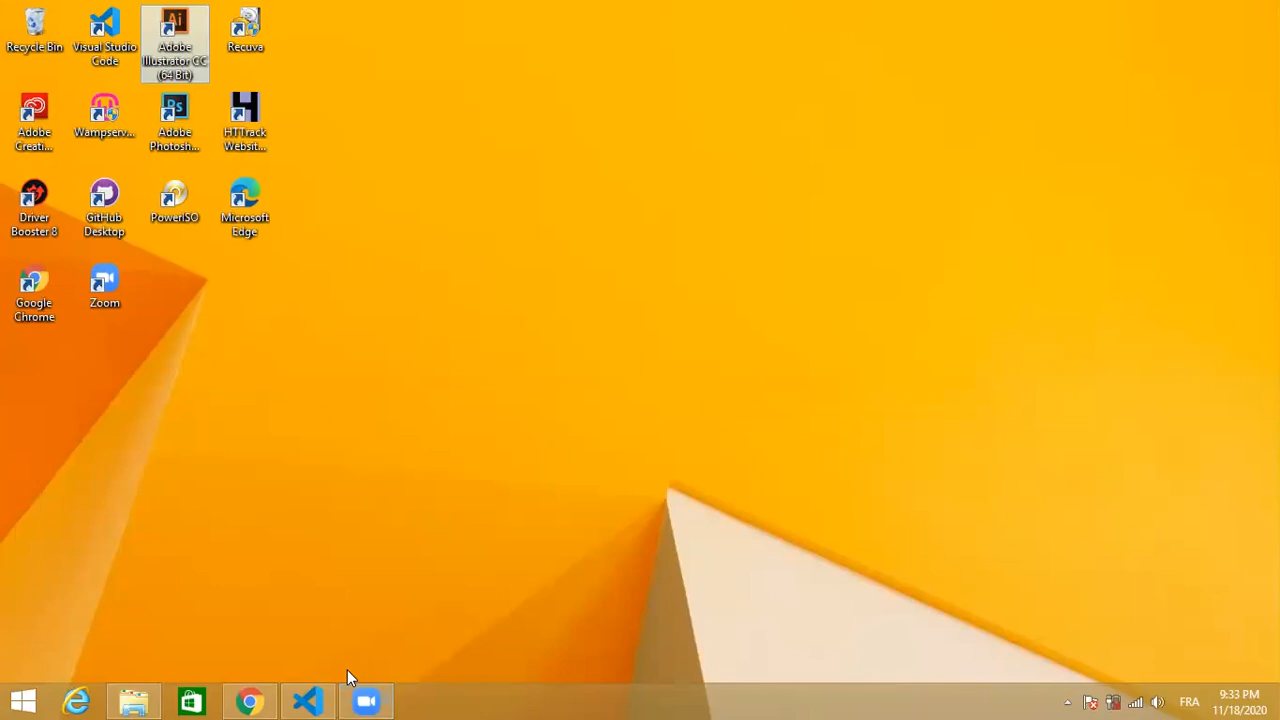 Recycle Bin
Visual Studio
Code
Adobe
Illustrator CC
(64 Bit)
Recuva
Adobe
Creati...
Wampserv...
Adobe
Photosh...
HTTrack
Websit...
Driver
Booster 8
GitHub
Desktop
PowerISO
Microsoft
Edge
Google
Chrome
Zoom
FRA
9:33 PM
11/18/2020